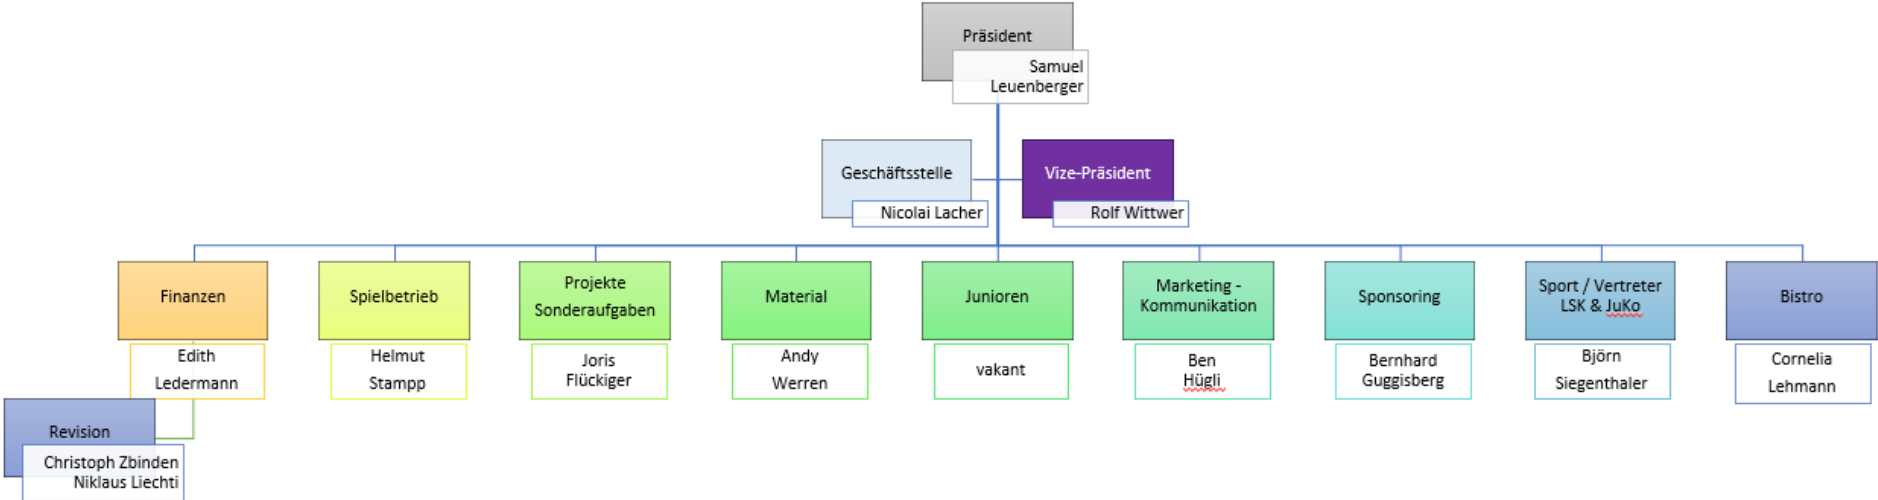 Präsident
Samuel
Leuenberger
Geschäftsstelle
Nicolai Lacher
Vize-Präsident
Rolf Wittwer
Finanzen
Edith
Ledermann
Spielbetrieb
Helmut
Stampp
Projekte
Sonderaufgaben
Joris
Flückiger
Material
Andy
Werren
Junioren
vakant
Marketing -
Kommunikation
Ben
Hügli
Sponsoring
Bernhard
Guggisberg
Sport / Vertreter
LSK & JuKo
Björn
Siegenthaler
Bistro
Cornelia
Lehmann
Revision
Christoph Zbinden
Niklaus Liechti